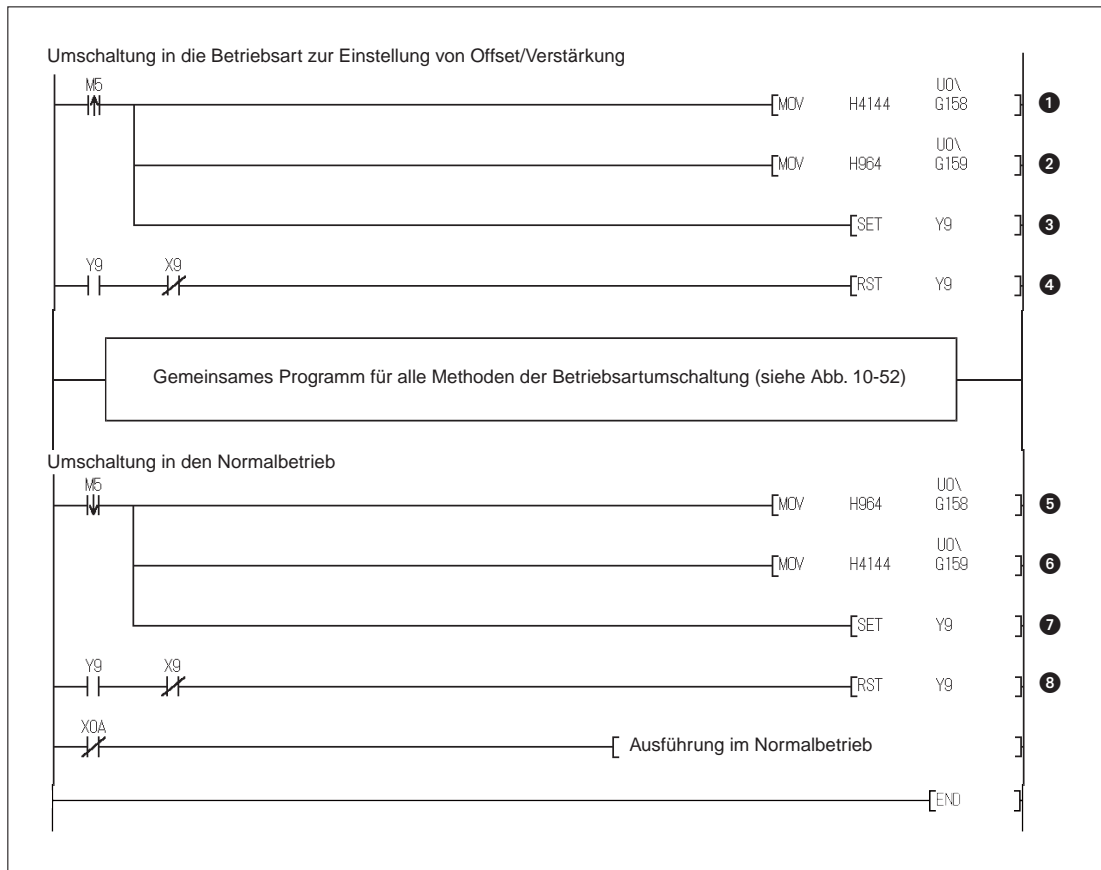 Umschaltung in die Betriebsart zur Einstellung von Offset/Verstärkung
M5
MOV H4144 U0\
G158 1
MOV H964 U0\
G159 2
SET Y9 3
Y9 X9
RST Y9 4
Gemeinsames Programm für alle Methoden der Betriebsartumschaltung (siehe Abb. 10-52)
Umschaltung in den Normalbetrieb
M5
MOV H964 U0\
G158 5
MOV H4144 U0\
G159 6
SET Y9 7
Y9 X9
RST Y9 8
X0A
Ausführung im Normalbetrieb
END